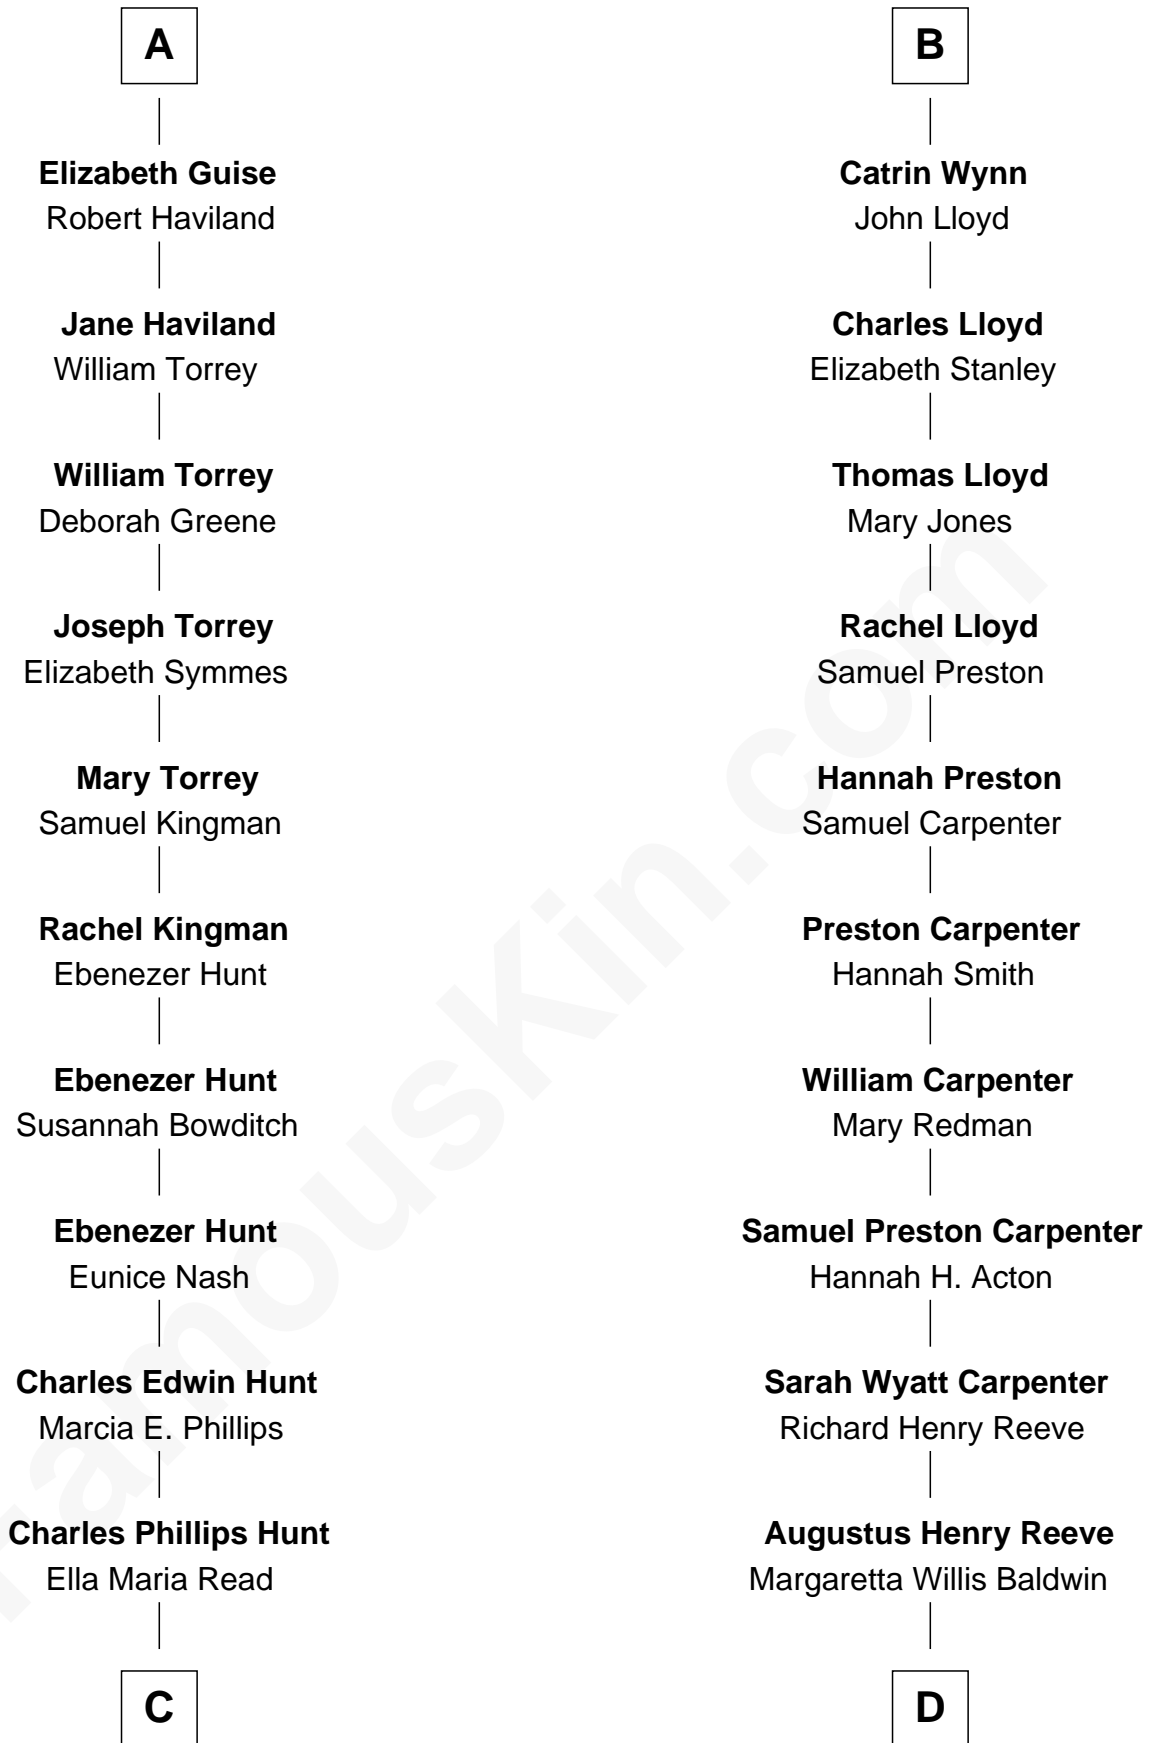 A
Elizabeth Guise
Robert Haviland
Jane Haviland
William Torrey
William Torrey
Deborah Greene
Joseph Torrey
Elizabeth Symmes
Mary Torrey
Samuel Kingman
Rachel Kingman
Ebenezer Hunt
Ebenezer Hunt
Susannah Bowditch
Ebenezer Hunt
Eunice Nash
Charles Edwin Hunt
Marcia E. Phillips
Charles Phillips Hunt
Ella Maria Read
C
B
Catrin Wynn
John Lloyd
Charles Lloyd
Elizabeth Stanley
Thomas Lloyd
Mary Jones
Rachel Lloyd
Samuel Preston
Hannah Preston
Samuel Carpenter
Preston Carpenter
Hannah Smith
William Carpenter
Mary Redman
Samuel Preston Carpenter
Hannah H. Acton
Sarah Wyatt Carpenter
Richard Henry Reeve
Augustus Henry Reeve
Margaretta Willis Baldwin
D
FamousKin.com